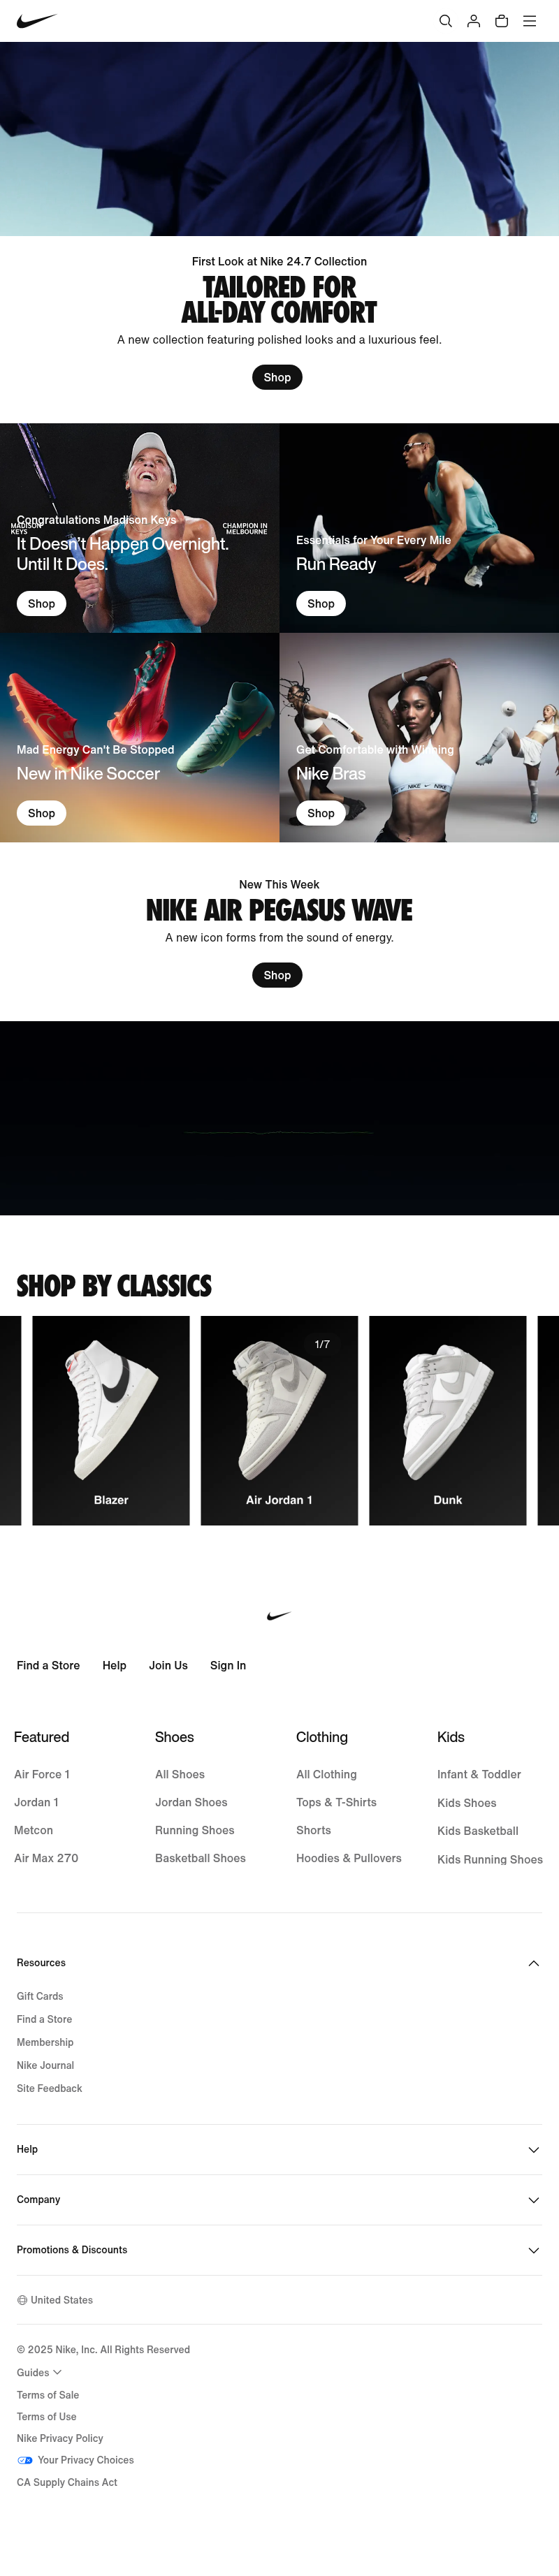 First Look at Nike 24.7 Collection
TAILORED FOR
ALL-DAY COMFORT
A new collection featuring polished looks and a luxurious feel.
Shop
MADISON
KEYS
CHAMPION IN
MELBOURNE
Congratulations Madison Keys
It Doesn't Happen Overnight.
Until It Does.
Shop
Essentials for Your Every Mile
Run Ready
Shop
Mad Energy Can't Be Stopped
New in Nike Soccer
Shop
NIKE
NIKE
Get Comfortable with Winning
Nike Bras
Shop
New This Week
NIKE AIR PEGASUS WAVE
A new icon forms from the sound of energy.
Shop
SHOP BY CLASSICS
1/7
Blazer
Air Jordan 1
Dunk
Find a Store
Help
Join Us
Sign In
Featured
Air Force 1
Jordan 1
Metcon
Air Max 270
Shoes
All Shoes
Jordan Shoes
Running Shoes
Basketball Shoes
Clothing
All Clothing
Tops & T-Shirts
Shorts
Hoodies & Pullovers
Kids
Infant & Toddler
Kids Shoes
Kids Basketball
Kids Running Shoes
Resources
Gift Cards
Find a Store
Membership
Nike Journal
Site Feedback
Help
Company
Promotions & Discounts
United States
© 2025 Nike, Inc. All Rights Reserved
Guides
Terms of Sale
Terms of Use
Nike Privacy Policy
Your Privacy Choices
CA Supply Chains Act